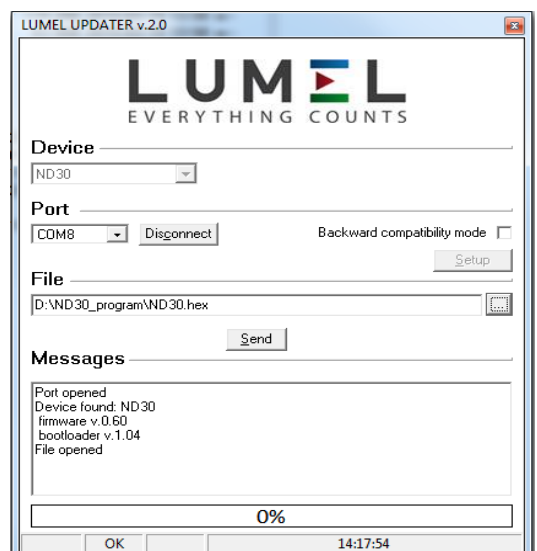 LUMEL UPDATER v.2.0
LUMEL
EVERYTHING COUNTS
Device
ND30
Port
COM8 Disconnect Backward compatibility mode
Setup
File
D:\ND30_program\ND30.hex ...
Send
Messages
Port opened
Device found: ND30
firmware v.0.60
bootloader v.1.04
File opened
0%
OK 14:17:54